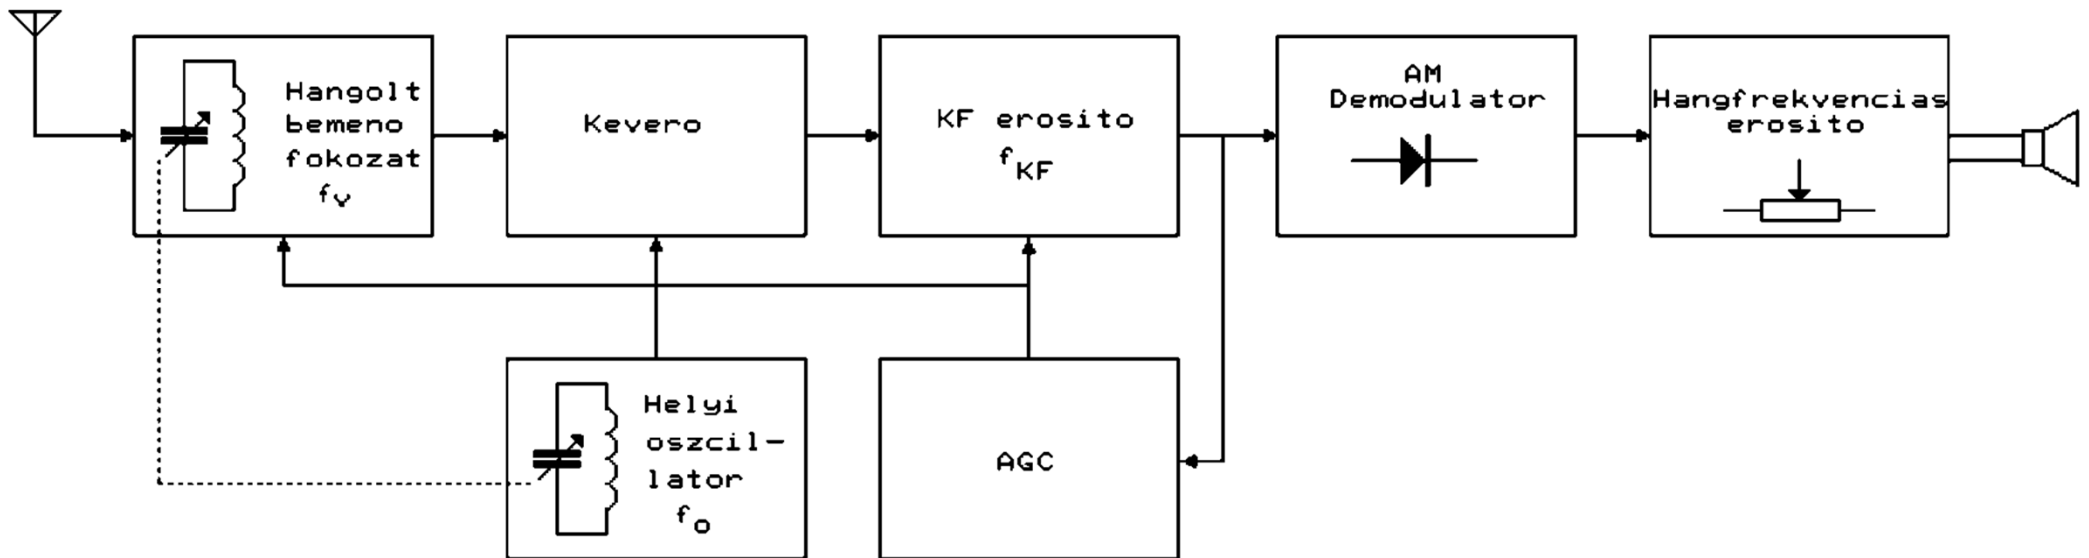 Hangolt
bemeno
fokozat
fv
Kevero
KF erosito
fKF
AM
Demodulator
Hangfrekvencias
erosito
Helyi
oszcil-
lator
fo
AGC